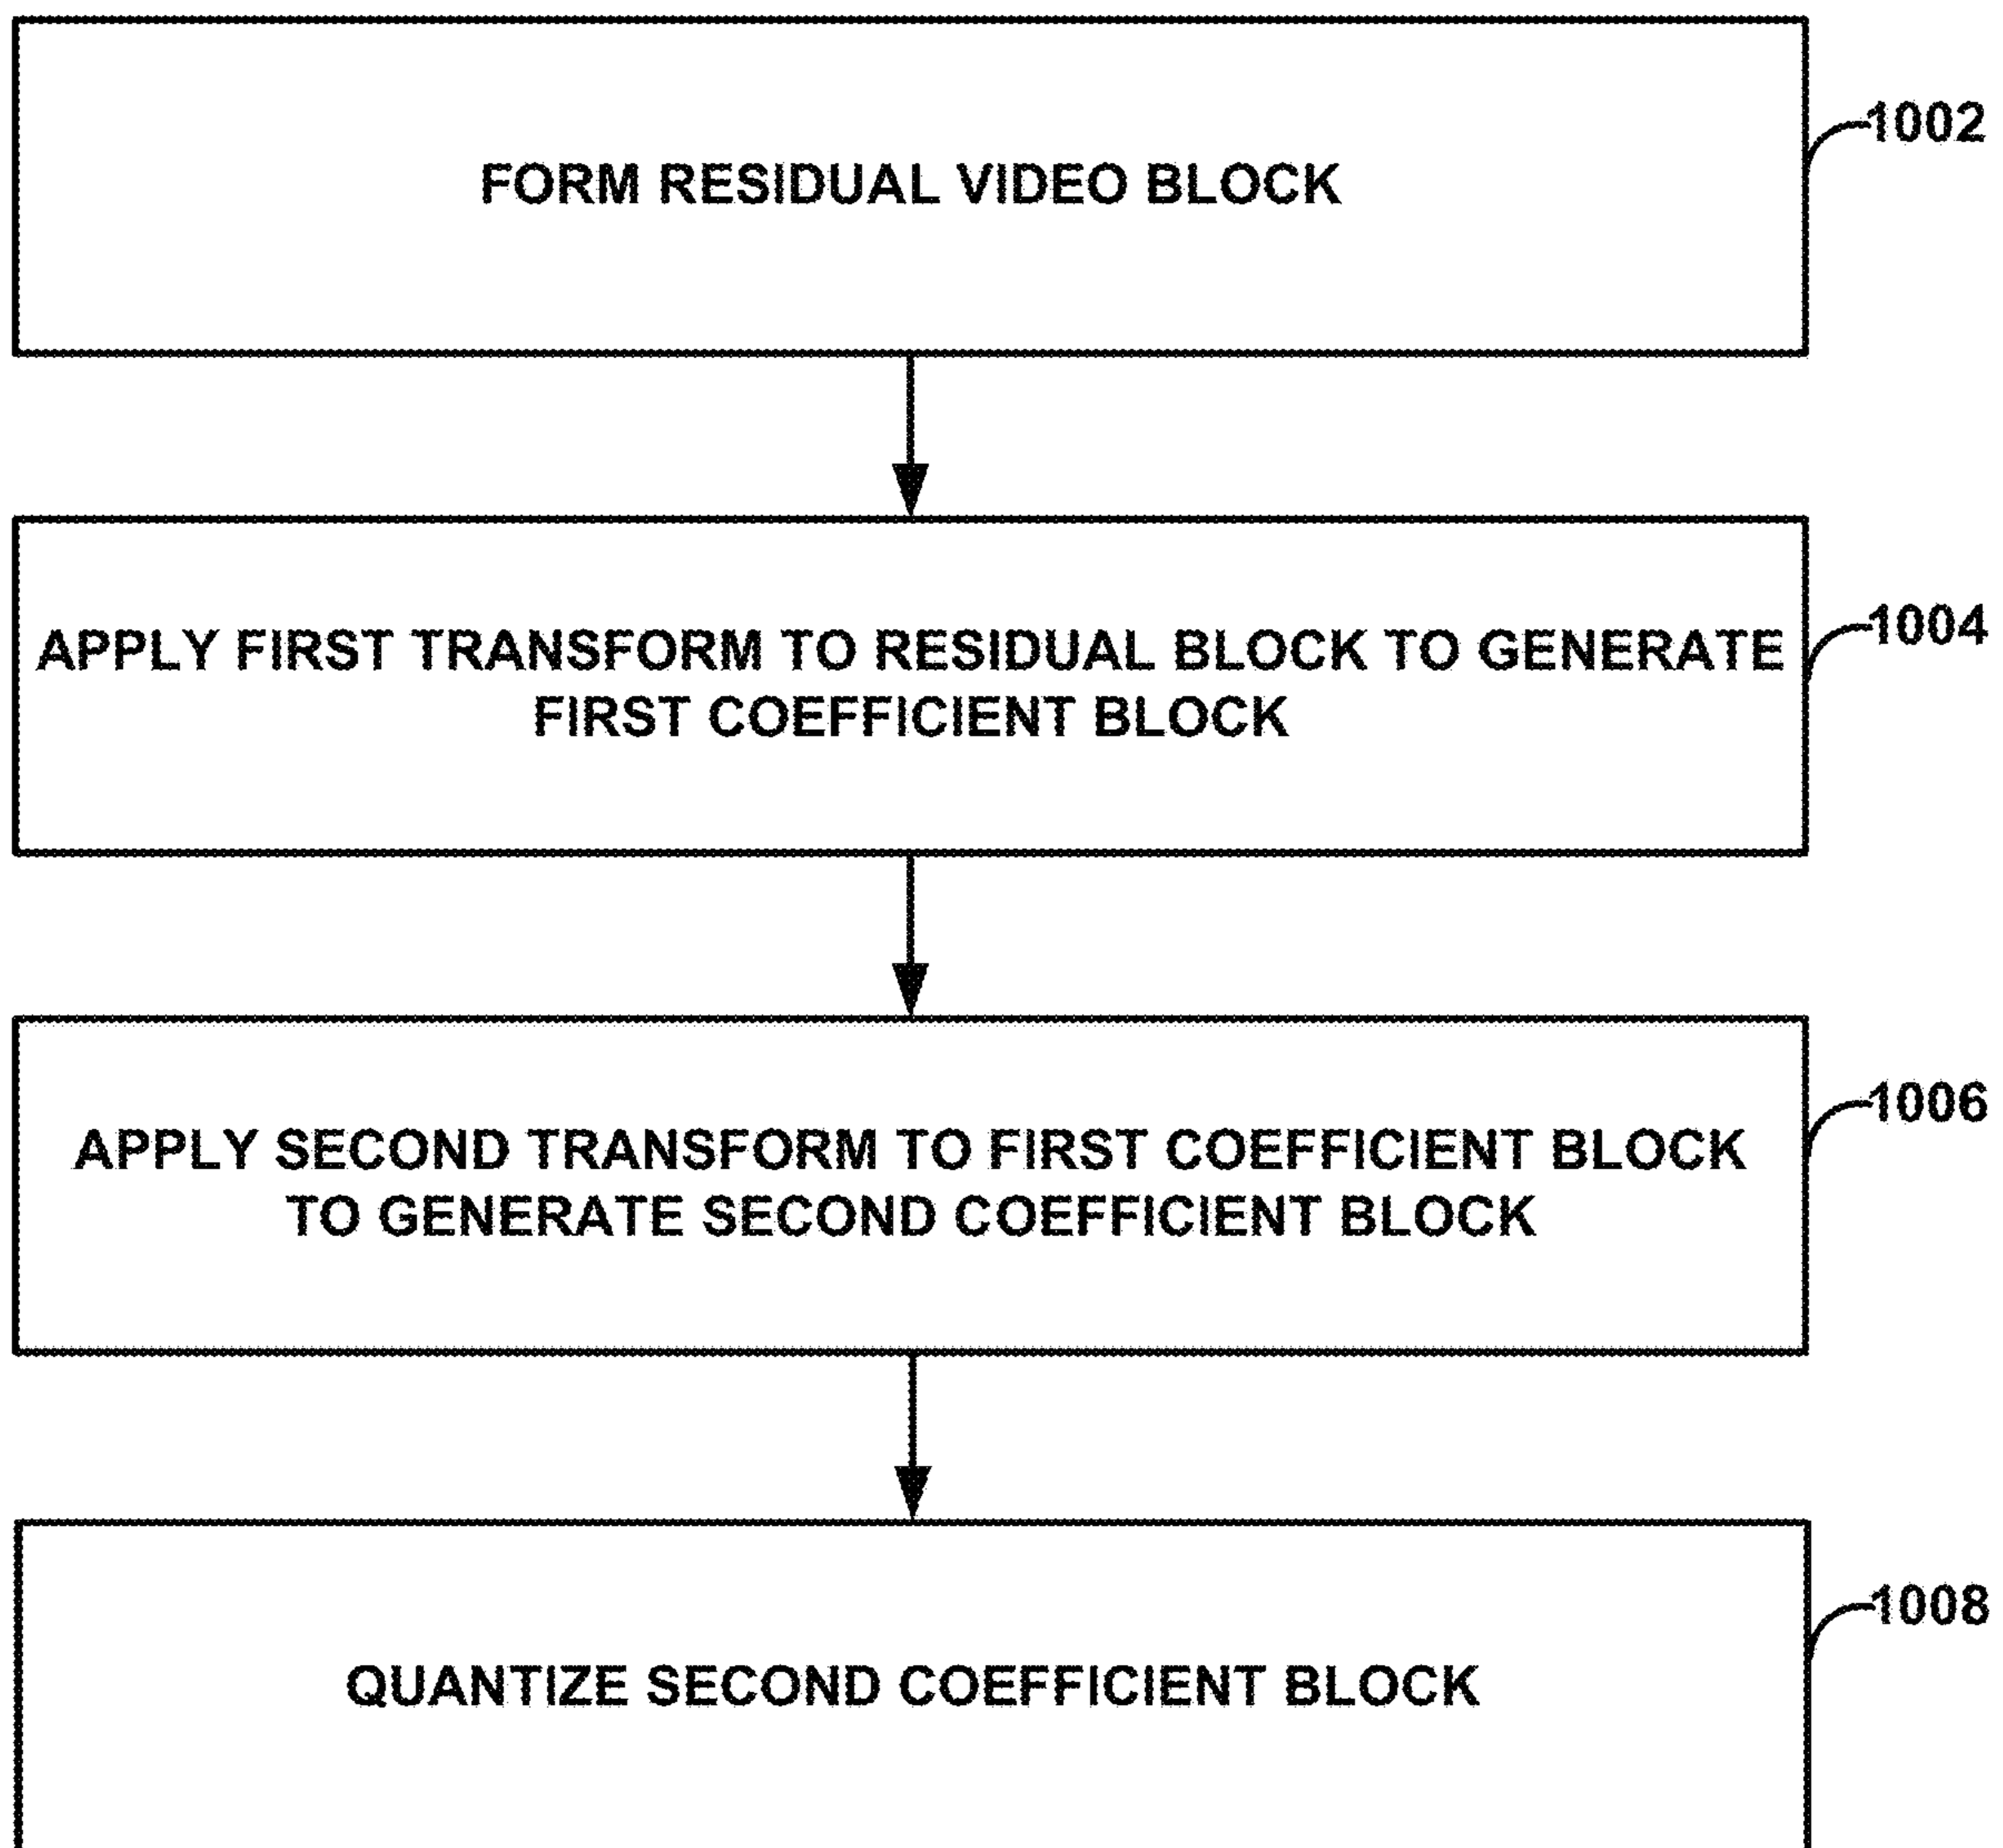 FORM RESIDUAL VIDEO BLOCK
1002
APPLY FIRST TRANSFORM TO RESIDUAL BLOCK TO GENERATE
FIRST COEFFICIENT BLOCK
1004
APPLY SECOND TRANSFORM TO FIRST COEFFICIENT BLOCK
TO GENERATE SECOND COEFFICIENT BLOCK
1006
QUANTIZE SECOND COEFFICIENT BLOCK
1008